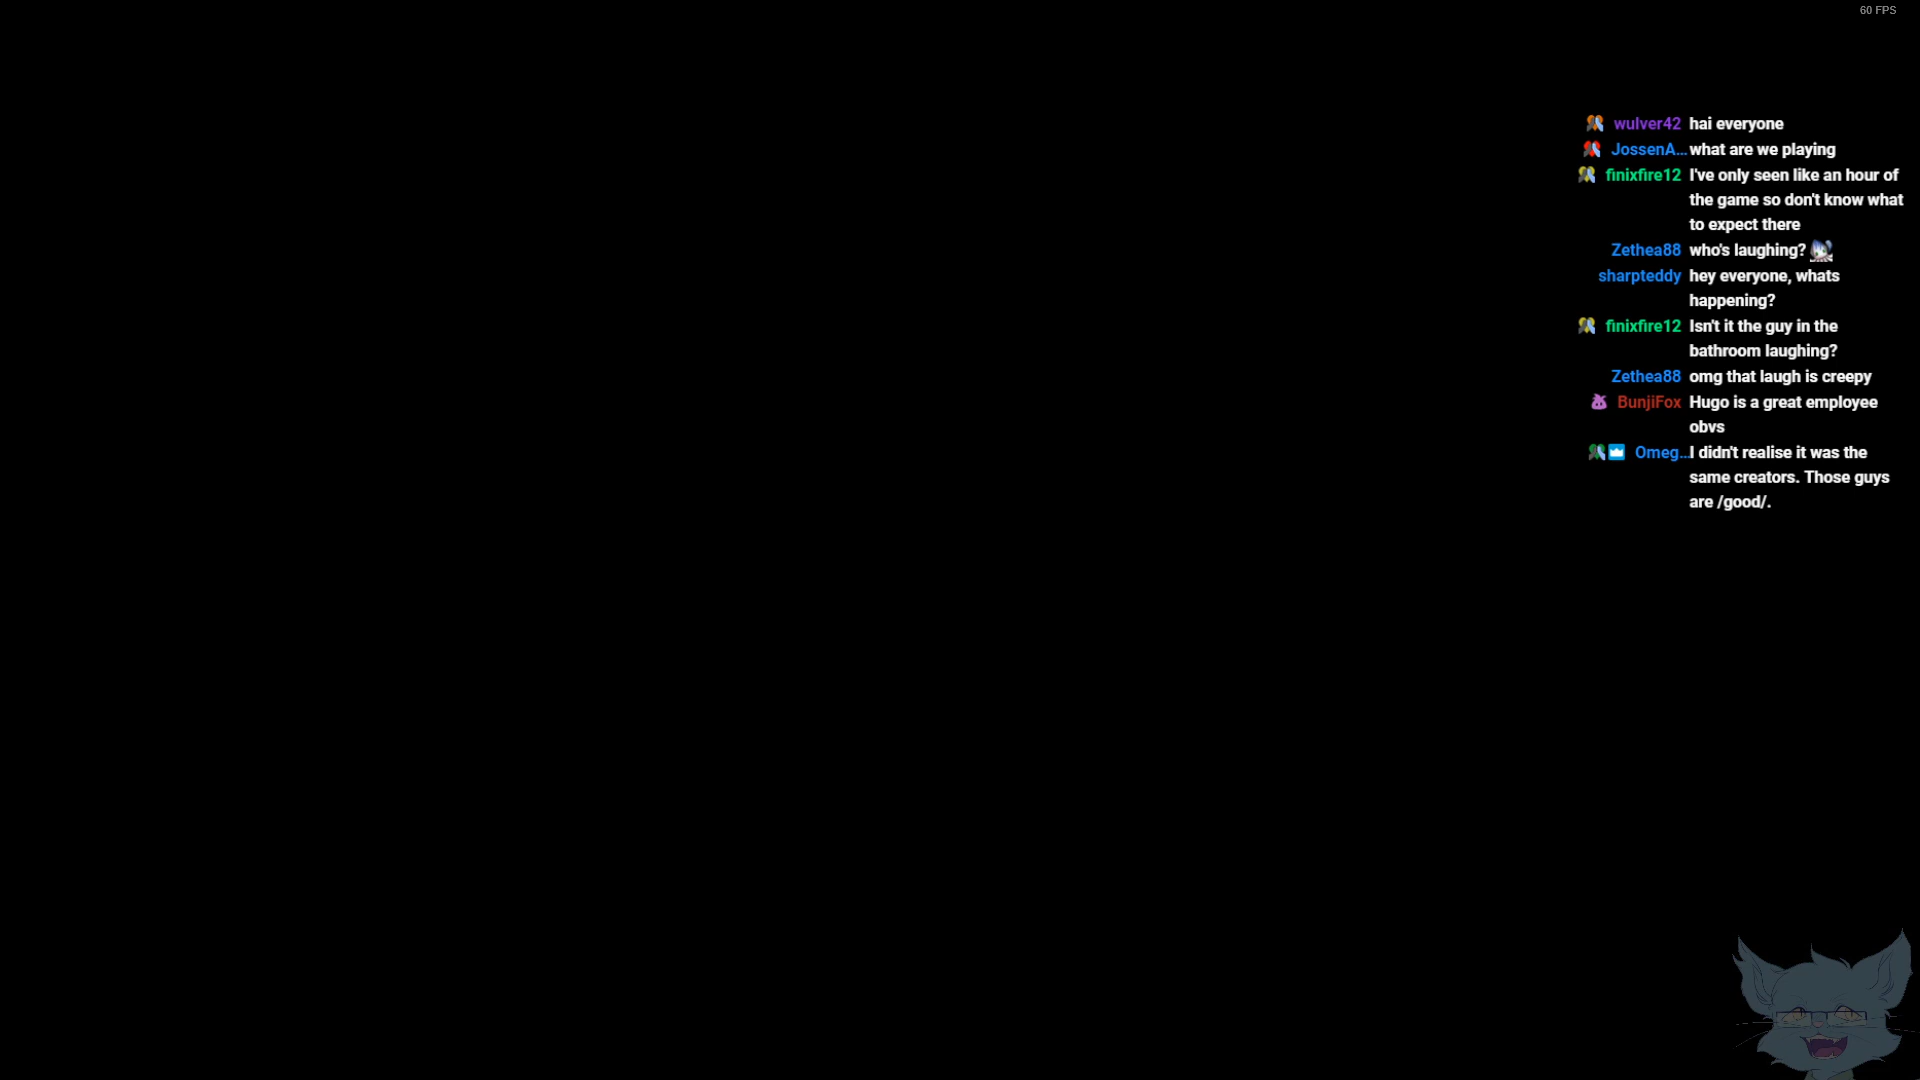 60 FPS
wulver42 hai everyone
JossenA... what are we playing
finixfire12 I've only seen like an hour of
the game so don't know what
to expect there
Zethea88 who's laughing?
sharpteddy hey everyone, whats
happening?
finixfire12 Isn't it the guy in the
bathroom laughing?
Zethea88 omg that laugh is creepy
BunjiFox Hugo is a great employee
obvs
Omeg... I didn't realise it was the
same creators. Those guys
are /good/.